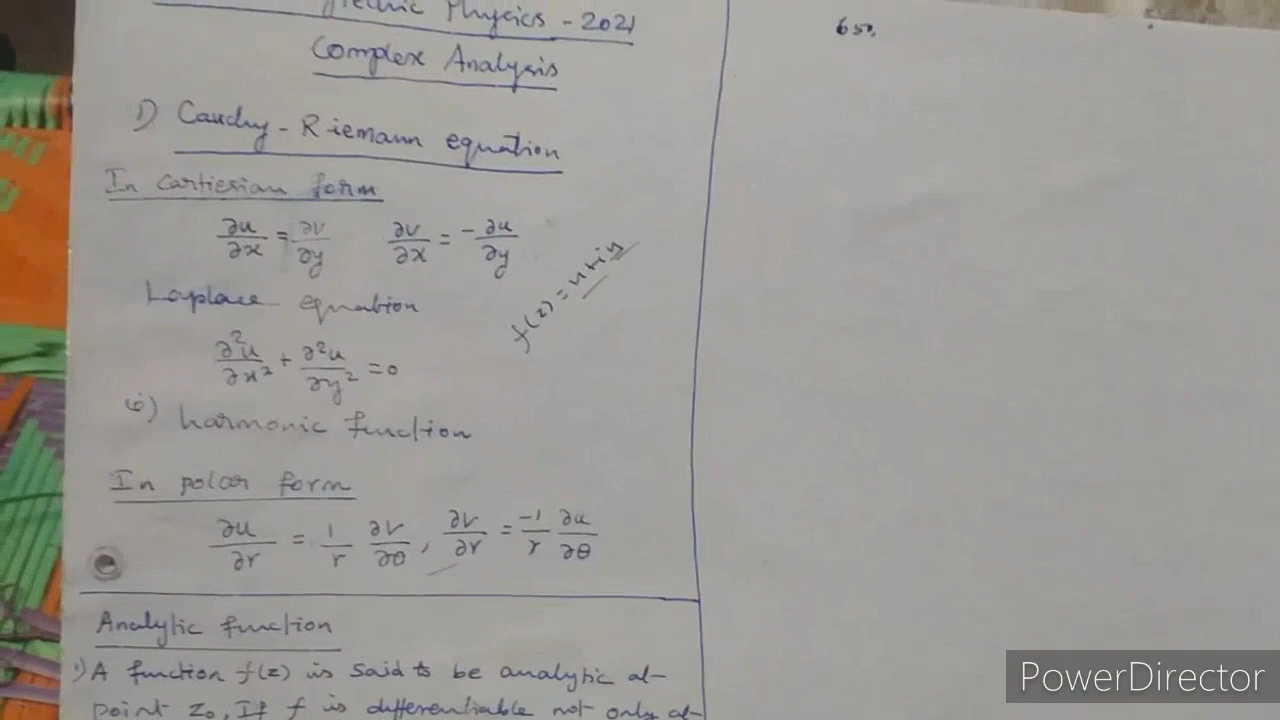 Physics - 2021
Complex Analysis
1) Cauchy - Riemann equation
In cartiesian form
∂u/∂x = ∂v/∂y   ∂v/∂x = -∂u/∂y
f(z) = u+iy
Laplace equation
∂²u/∂x² + ∂²u/∂y² = 0
harmonic function
In polar form
∂u/∂r = 1/r ∂v/∂θ, ∂v/∂r = -1/r ∂u/∂θ
Analytic function
1) A function f(z) is said to be analytic at
point z₀, If f is differentiable not only at
PowerDirector